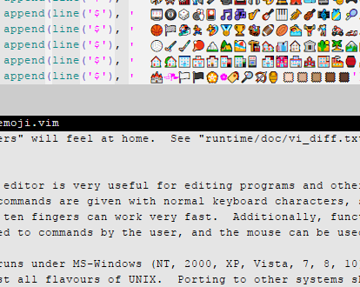 append(line('$'), '
append(line('$'), '
append(line('$'), '
append(line('$'), '
append(line('$'), '
append(line('$'), '
emoji.vim
ers" will feel at home. See "runtime/doc/vi_diff.tx
editor is very useful for editing programs and othe
commands are given with normal keyboard characters,
ten fingers can work very fast. Additionally, func
ed to commands by the user, and the mouse can be use
runs under MS-Windows (NT, 2000, XP, Vista, 7, 8, 10
st all flavours of UNIX. Porting to other systems sh